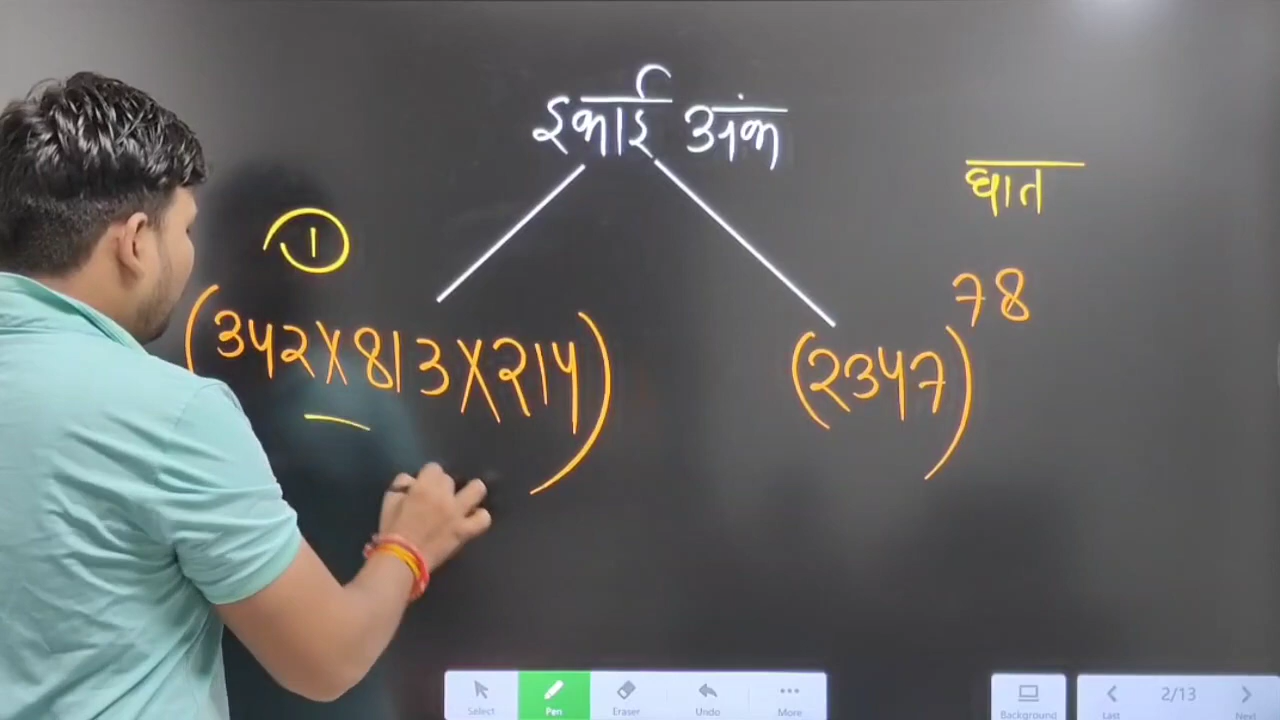 इकाई अंक
घात
1
(342×813×214)
(2347)⁷⁸
Select Pen Eraser Undo More
Background
Last 2/13 Next